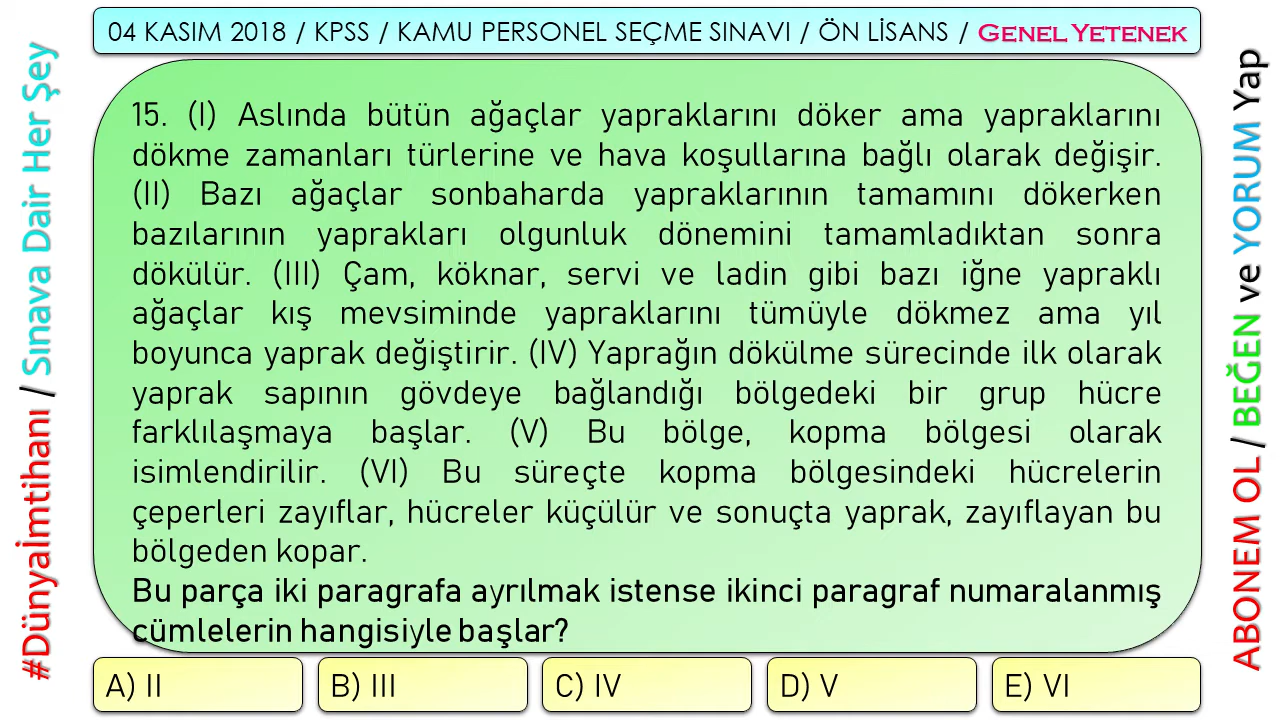 04 KASIM 2018 / KPSS / KAMU PERSONEL SEÇME SINAVI / ÖN LİSANS / GENEL YETENEK
#Dünyaİmtihanı / Sınava Dair Her Şey
15. (I) Aslında bütün ağaçlar yapraklarını döker ama yapraklarını
dökme zamanları türlerine ve hava koşullarına bağlı olarak değişir.
(II) Bazı ağaçlar sonbaharda yapraklarının tamamını dökerken
bazılarının yaprakları olgunluk dönemini tamamladıktan sonra
dökülür. (III) Çam, köknar, servi ve ladin gibi bazı iğne yapraklı
ağaçlar kış mevsiminde yapraklarını tümüyle dökmez ama yıl
boyunca yaprak değiştirir. (IV) Yaprağın dökülme sürecinde ilk olarak
yaprak sapının gövdeye bağlandığı bölgedeki bir grup hücre
farklılaşmaya başlar. (V) Bu bölge, kopma bölgesi olarak
isimlendirilir. (VI) Bu süreçte kopma bölgesindeki hücrelerin
çeperleri zayıflar, hücreler küçülür ve sonuçta yaprak, zayıflayan bu
bölgeden kopar.
Bu parça iki paragrafa ayrılmak istense ikinci paragraf numaralanmış
cümlelerin hangisiyle başlar?
A) II
B) III
C) IV
D) V
E) VI
ABONEM OL / BEĞEN ve YORUM Yap